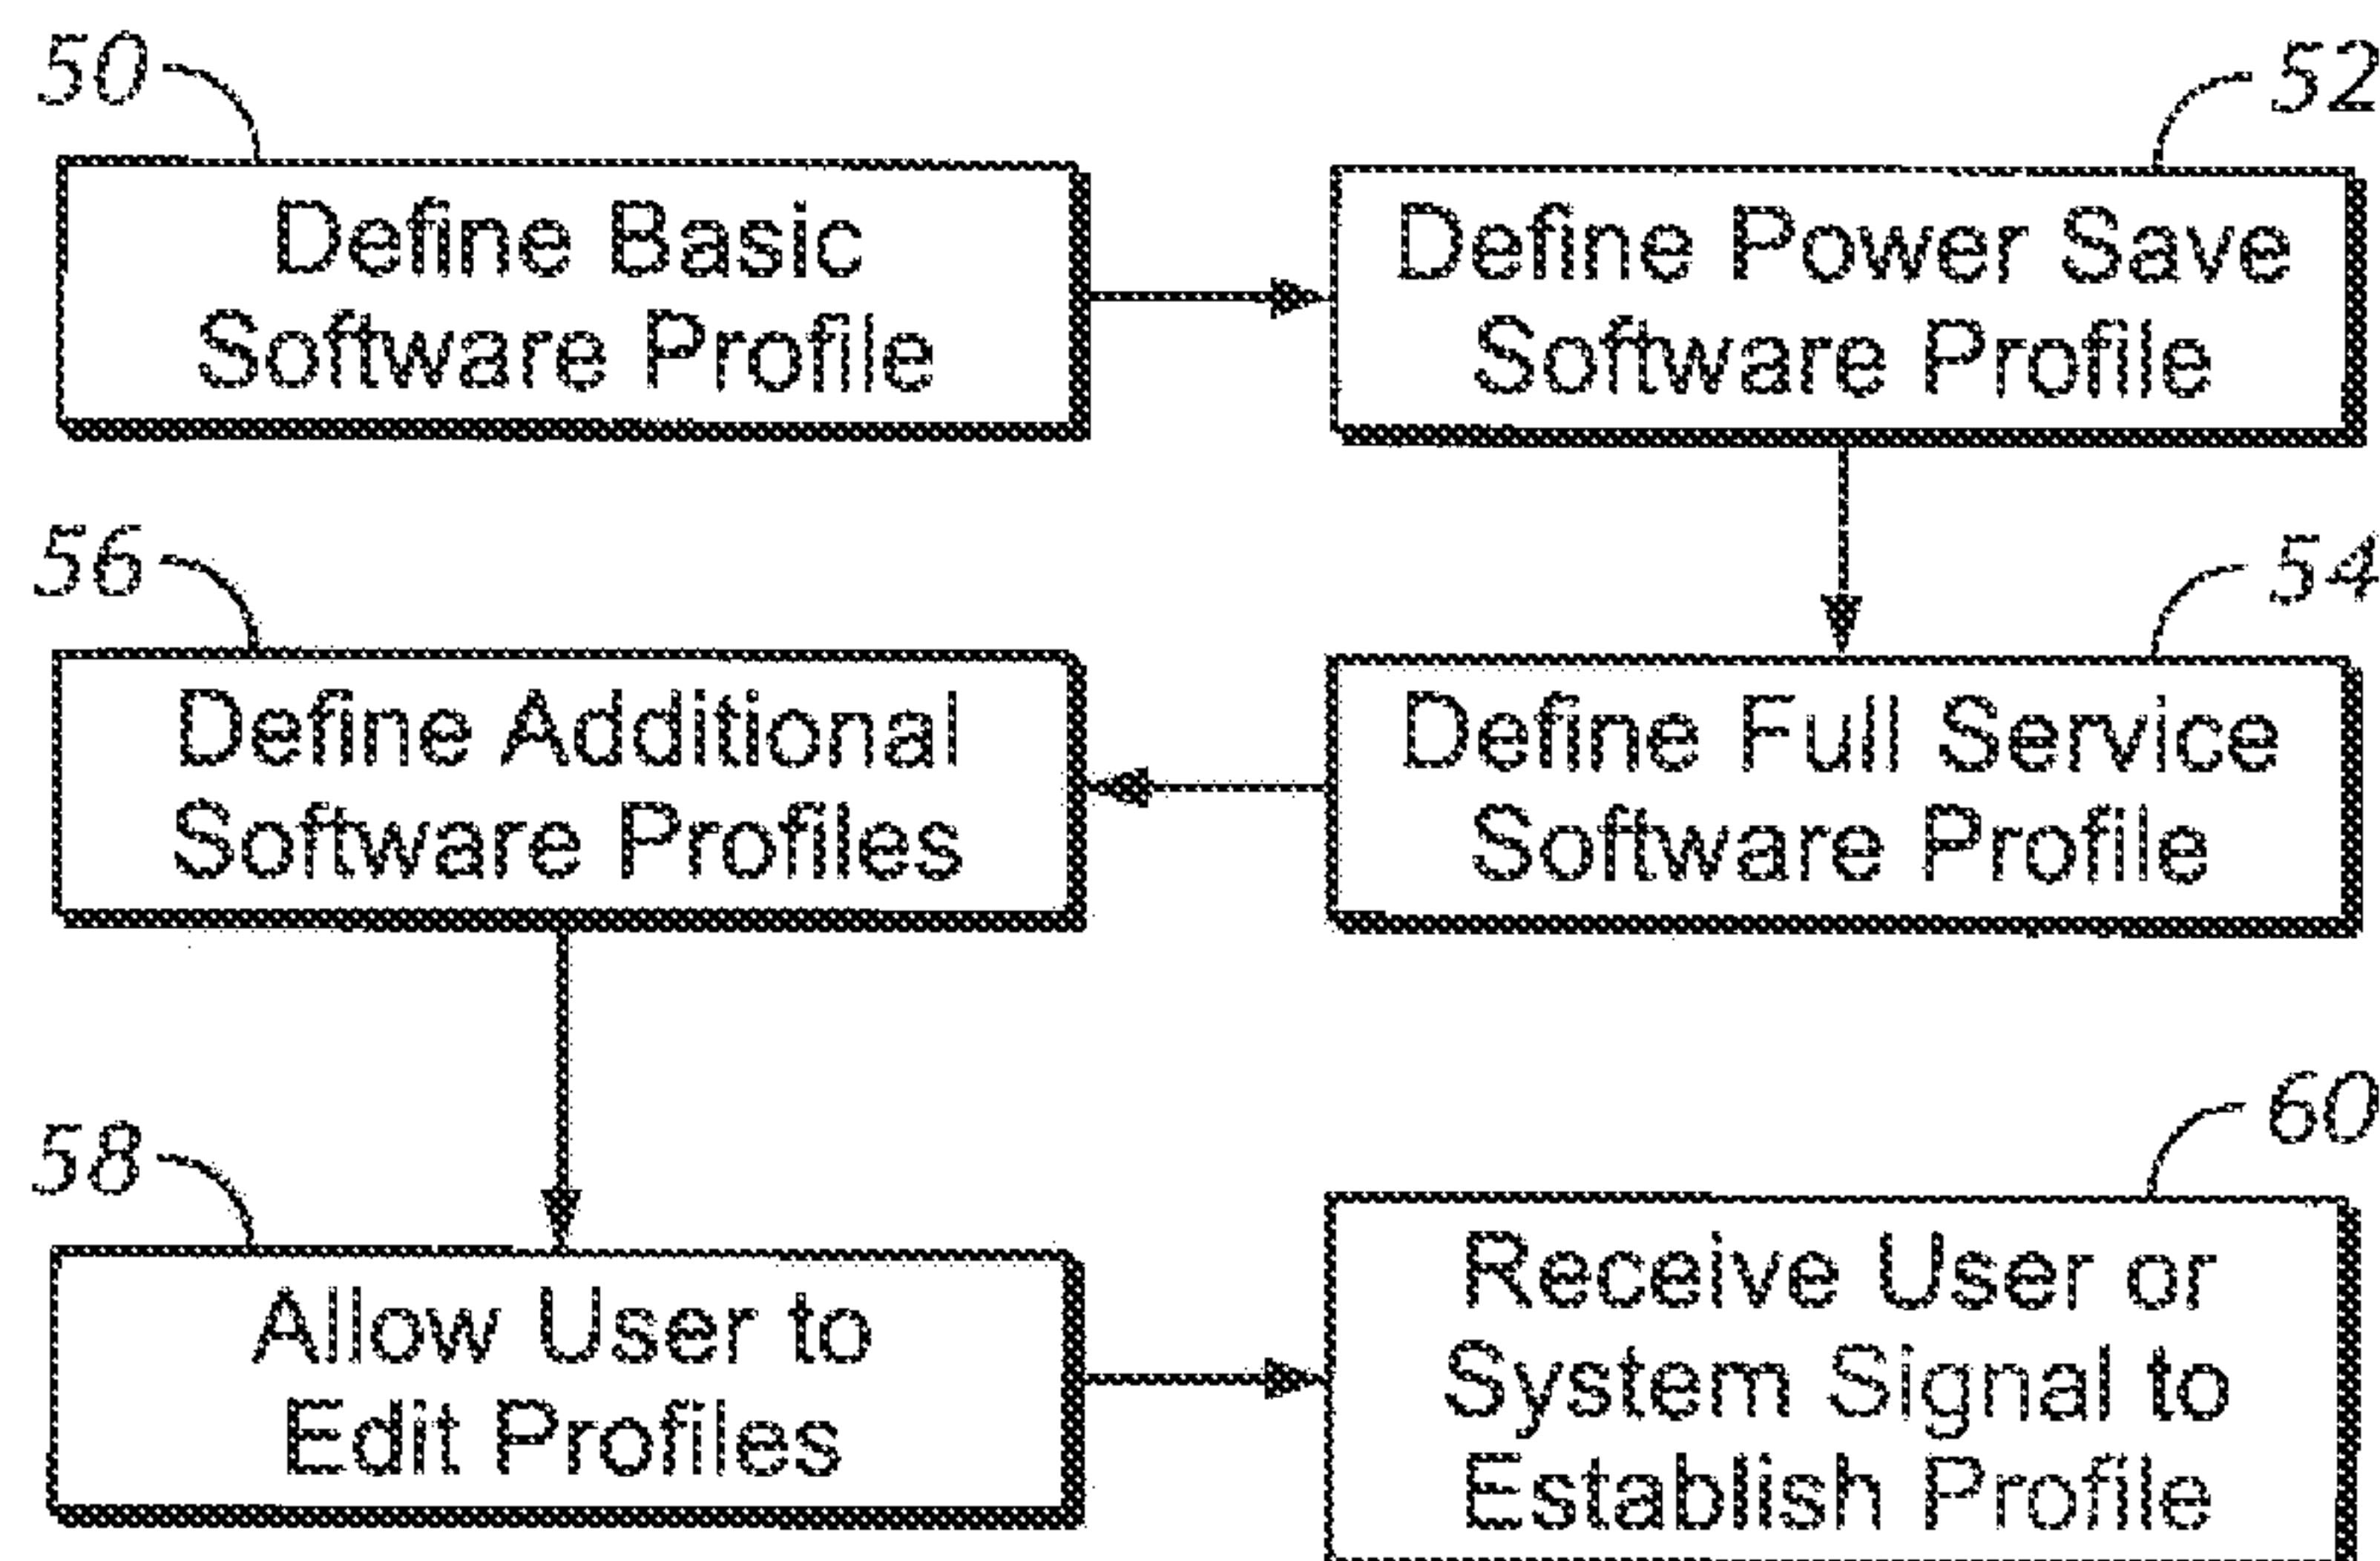 50
Define Basic
Software Profile
52
Define Power Save
Software Profile
56
Define Additional
Software Profiles
54
Define Full Service
Software Profile
58
Allow User to
Edit Profiles
60
Receive User or
System Signal to
Establish Profile